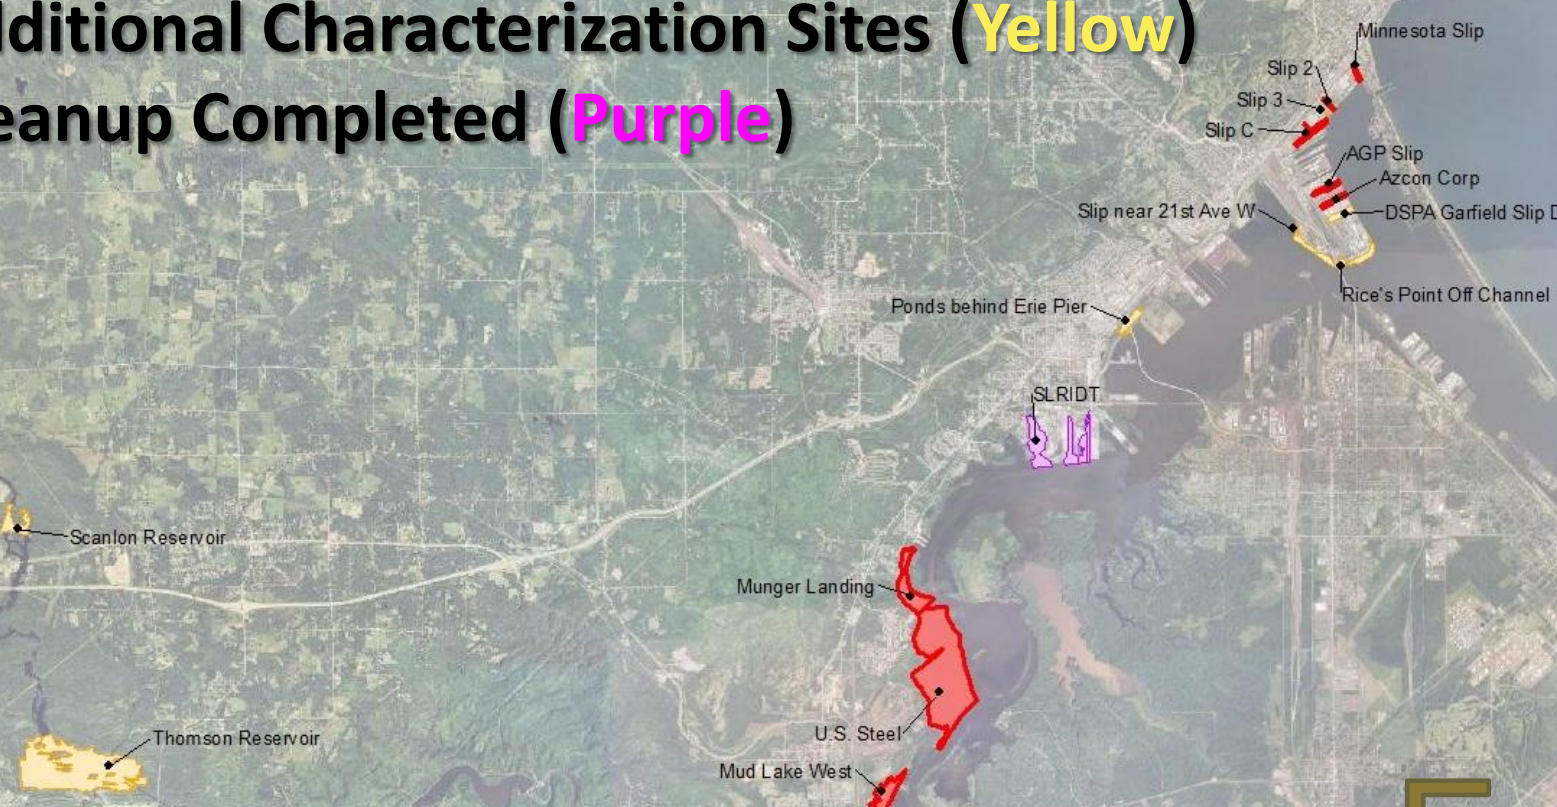 dditional Characterization Sites (Yellow)
eanup Completed (Purple)
Minnesota Slip
Slip 2
Slip 3
Slip C
AGP Slip
Azcon Corp
Slip near 21st Ave W
DSPA Garfield Slip D
Rice's Point Off Channel
Ponds behind Erie Pier
SLRIDT
Scanlon Reservoir
Munger Landing
U.S. Steel
Thomson Reservoir
Mud Lake West